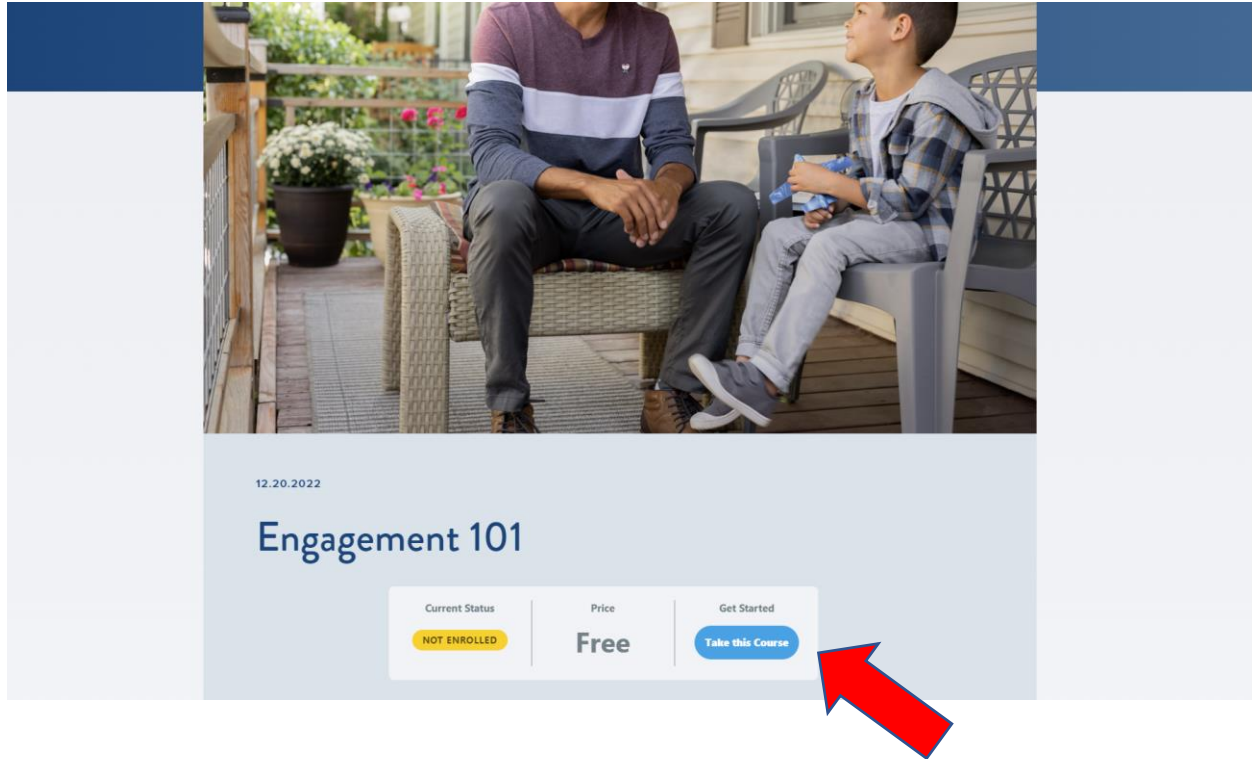 12.20.2022
Engagement 101
Current Status
Price
Get Started
NOT ENROLLED
Free
Take this Course